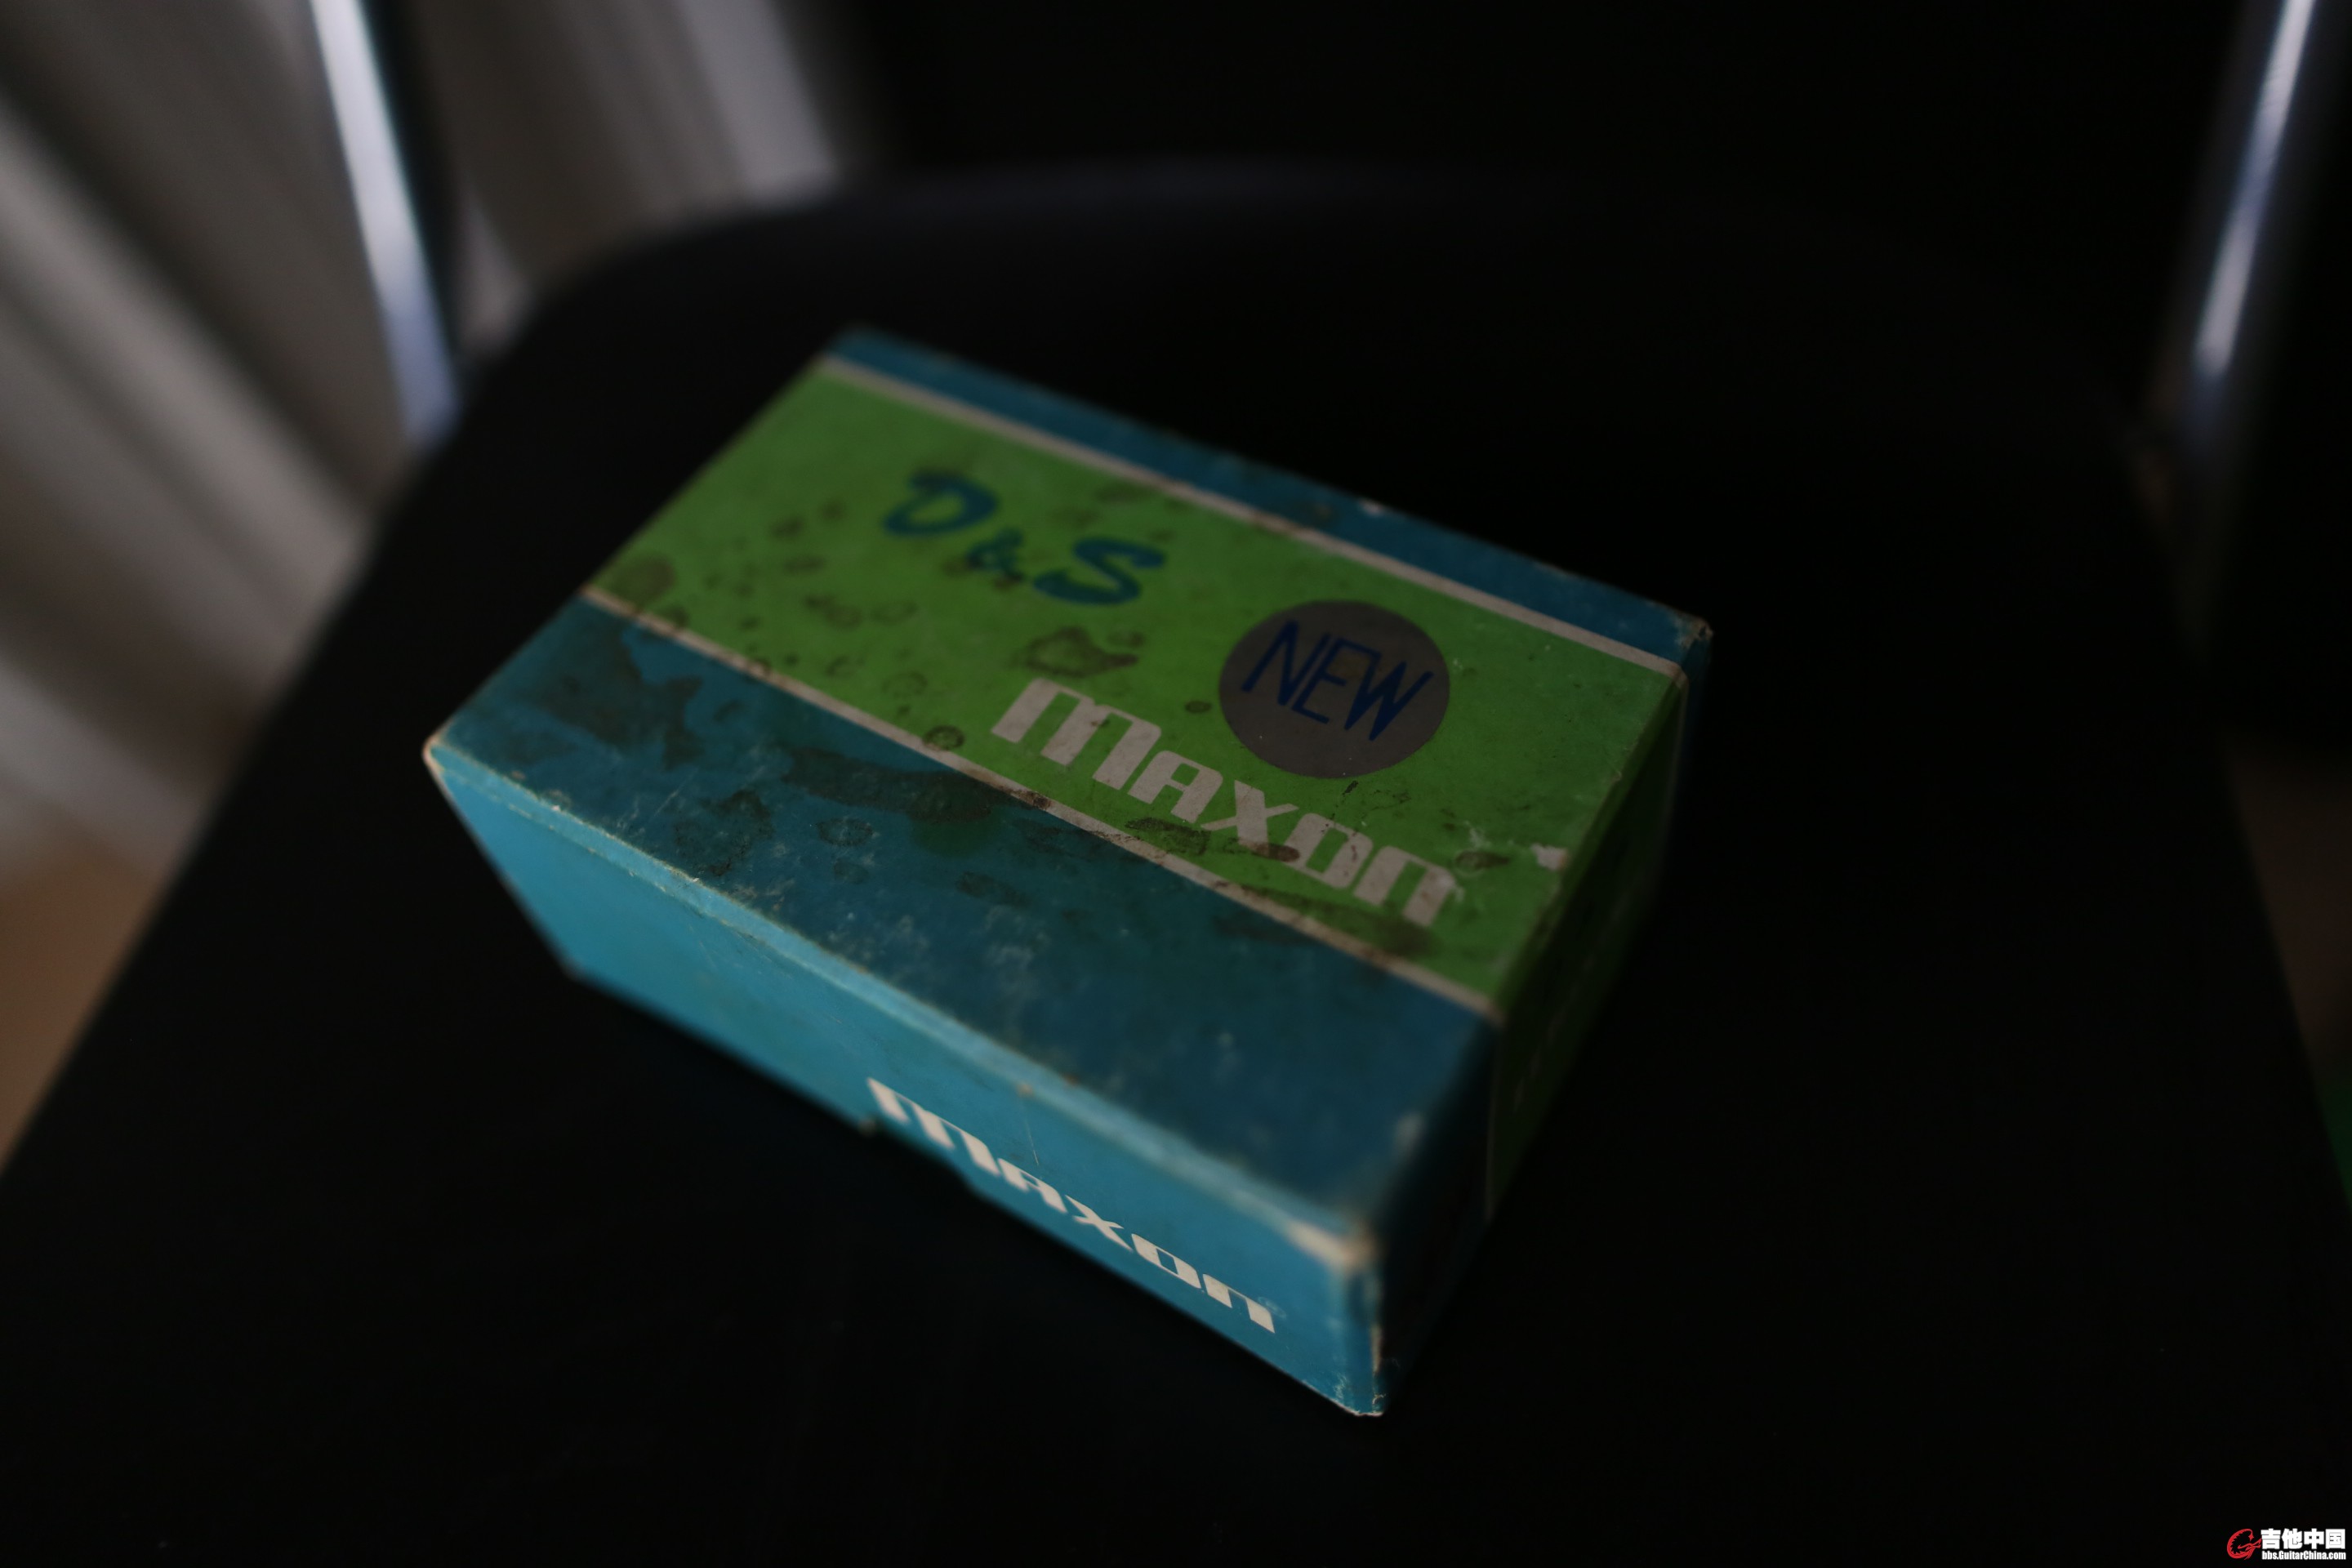 D&S
NEW
maxon
maxon
吉他中国
bbs.GuitarChina.com